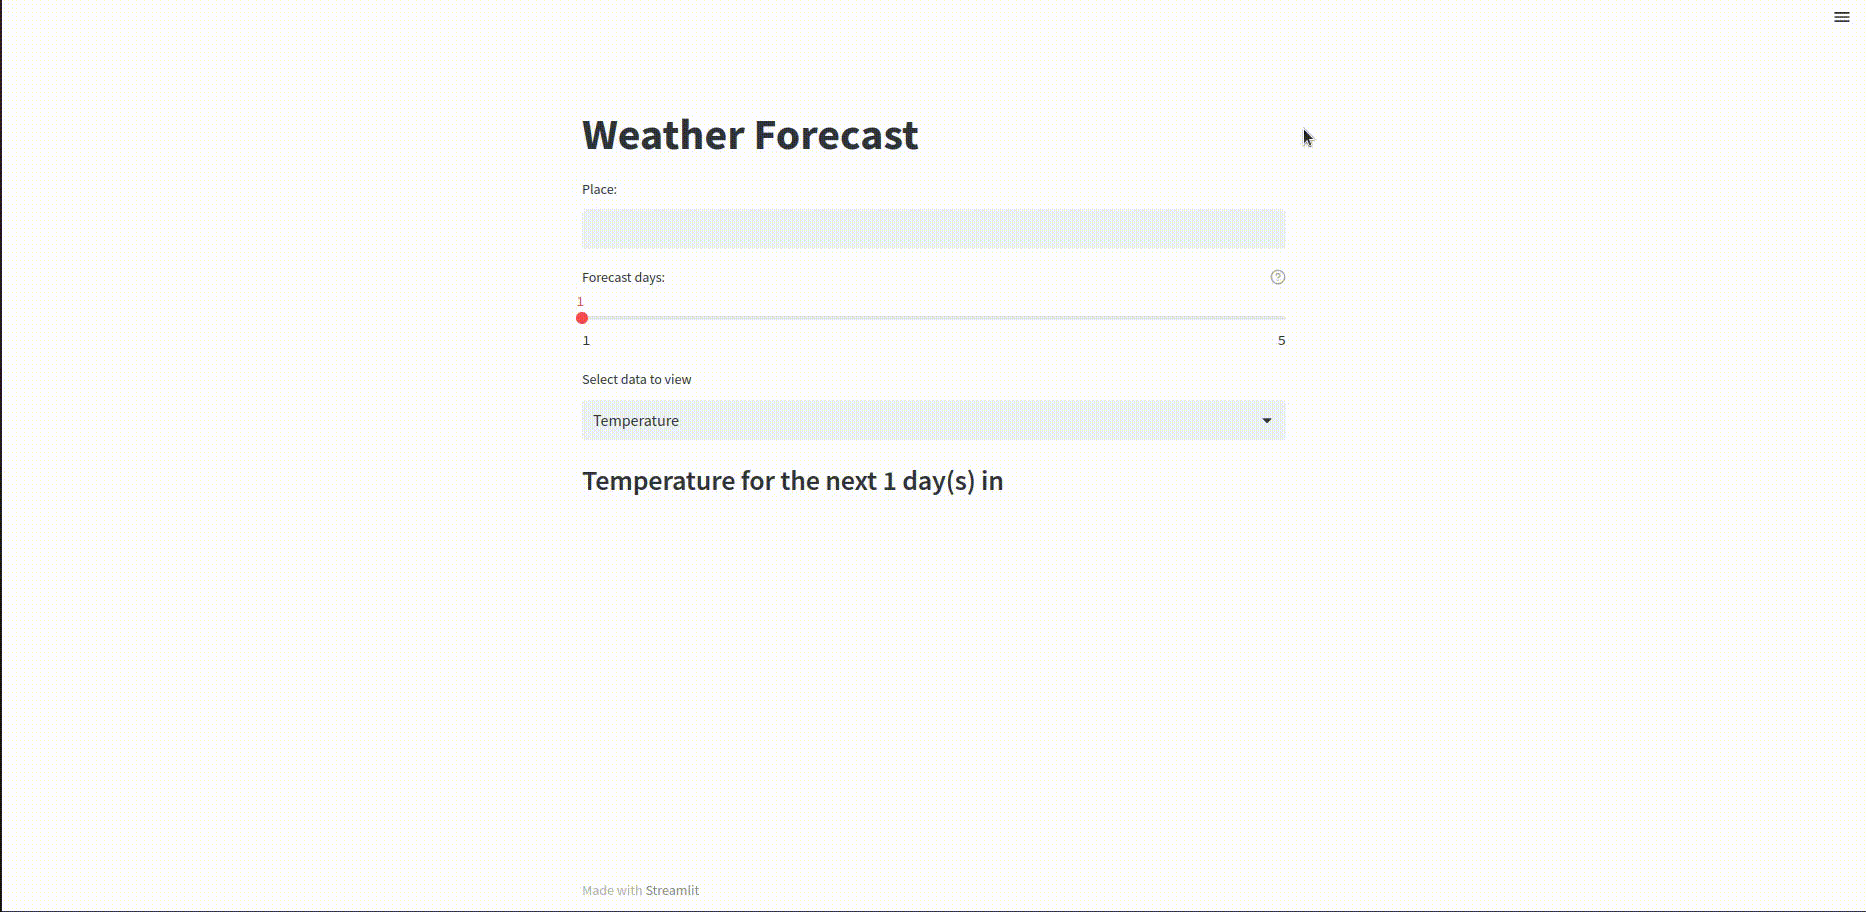 Weather Forecast
Place:
Forecast days:
?
1
1
5
Select data to view
Temperature
Temperature for the next 1 day(s) in
Made with Streamlit